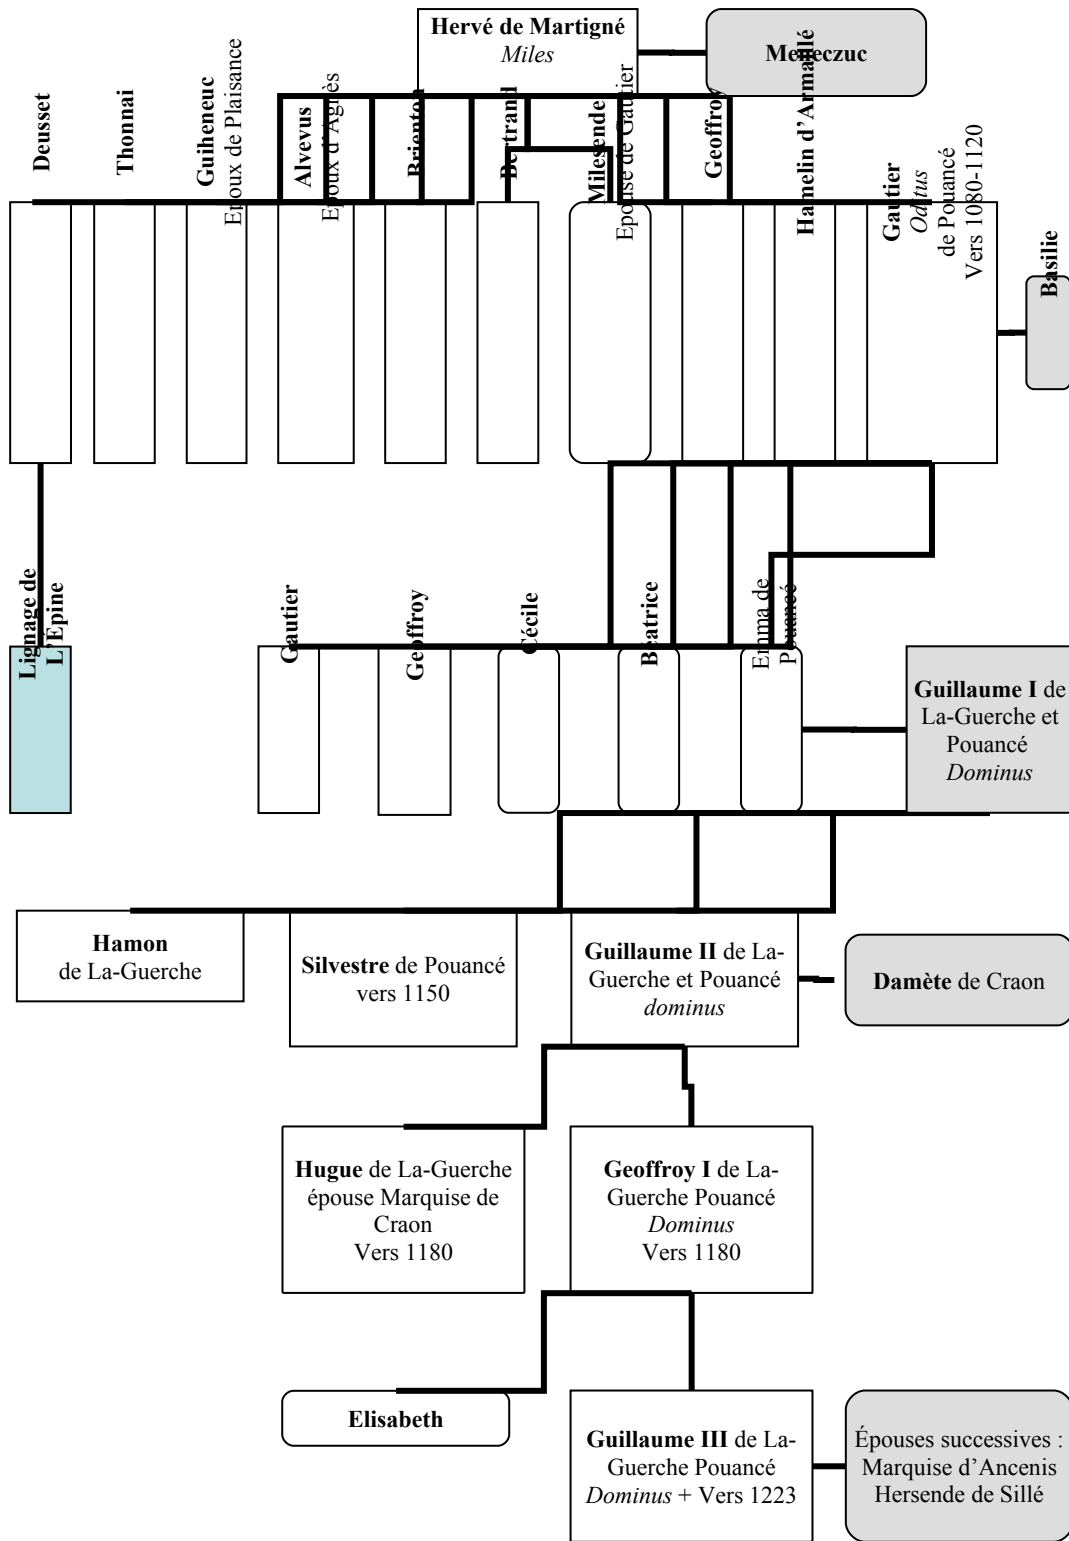 Hervé de Martigné
Miles
Melleczuc
Deusset
Thonnai
Guiheneuc
Epoux de Plaisance
Alvevus
Epoux d'Agnès
Brienton
Bertrand
Milesende
Epouse de Gautier
Geoffroy
Hamelin d'Armaillé
Gautier
de Pouancé
Vers 1080-1120
Basilie
Lignage de
L'Epine
Gautier
Geoffroy
Cécile
Béatrice
Emma de
Pouancé
Guillaume I de
La-Guerche et
Pouancé
Dominus
Hamon
de La-Guerche
Silvestre de Pouancé
vers 1150
Guillaume II de La-
Guerche et Pouancé
dominus
Damète de Craon
Hugue de La-Guerche
épouse Marquise de
Craon
Vers 1180
Geoffroy I de La-
Guerche Pouancé
Dominus
Vers 1180
Elisabeth
Guillaume III de La-
Guerche Pouancé
Dominus + Vers 1223
Épouses successives :
Marquise d'Ancenis
Hersende de Sillé